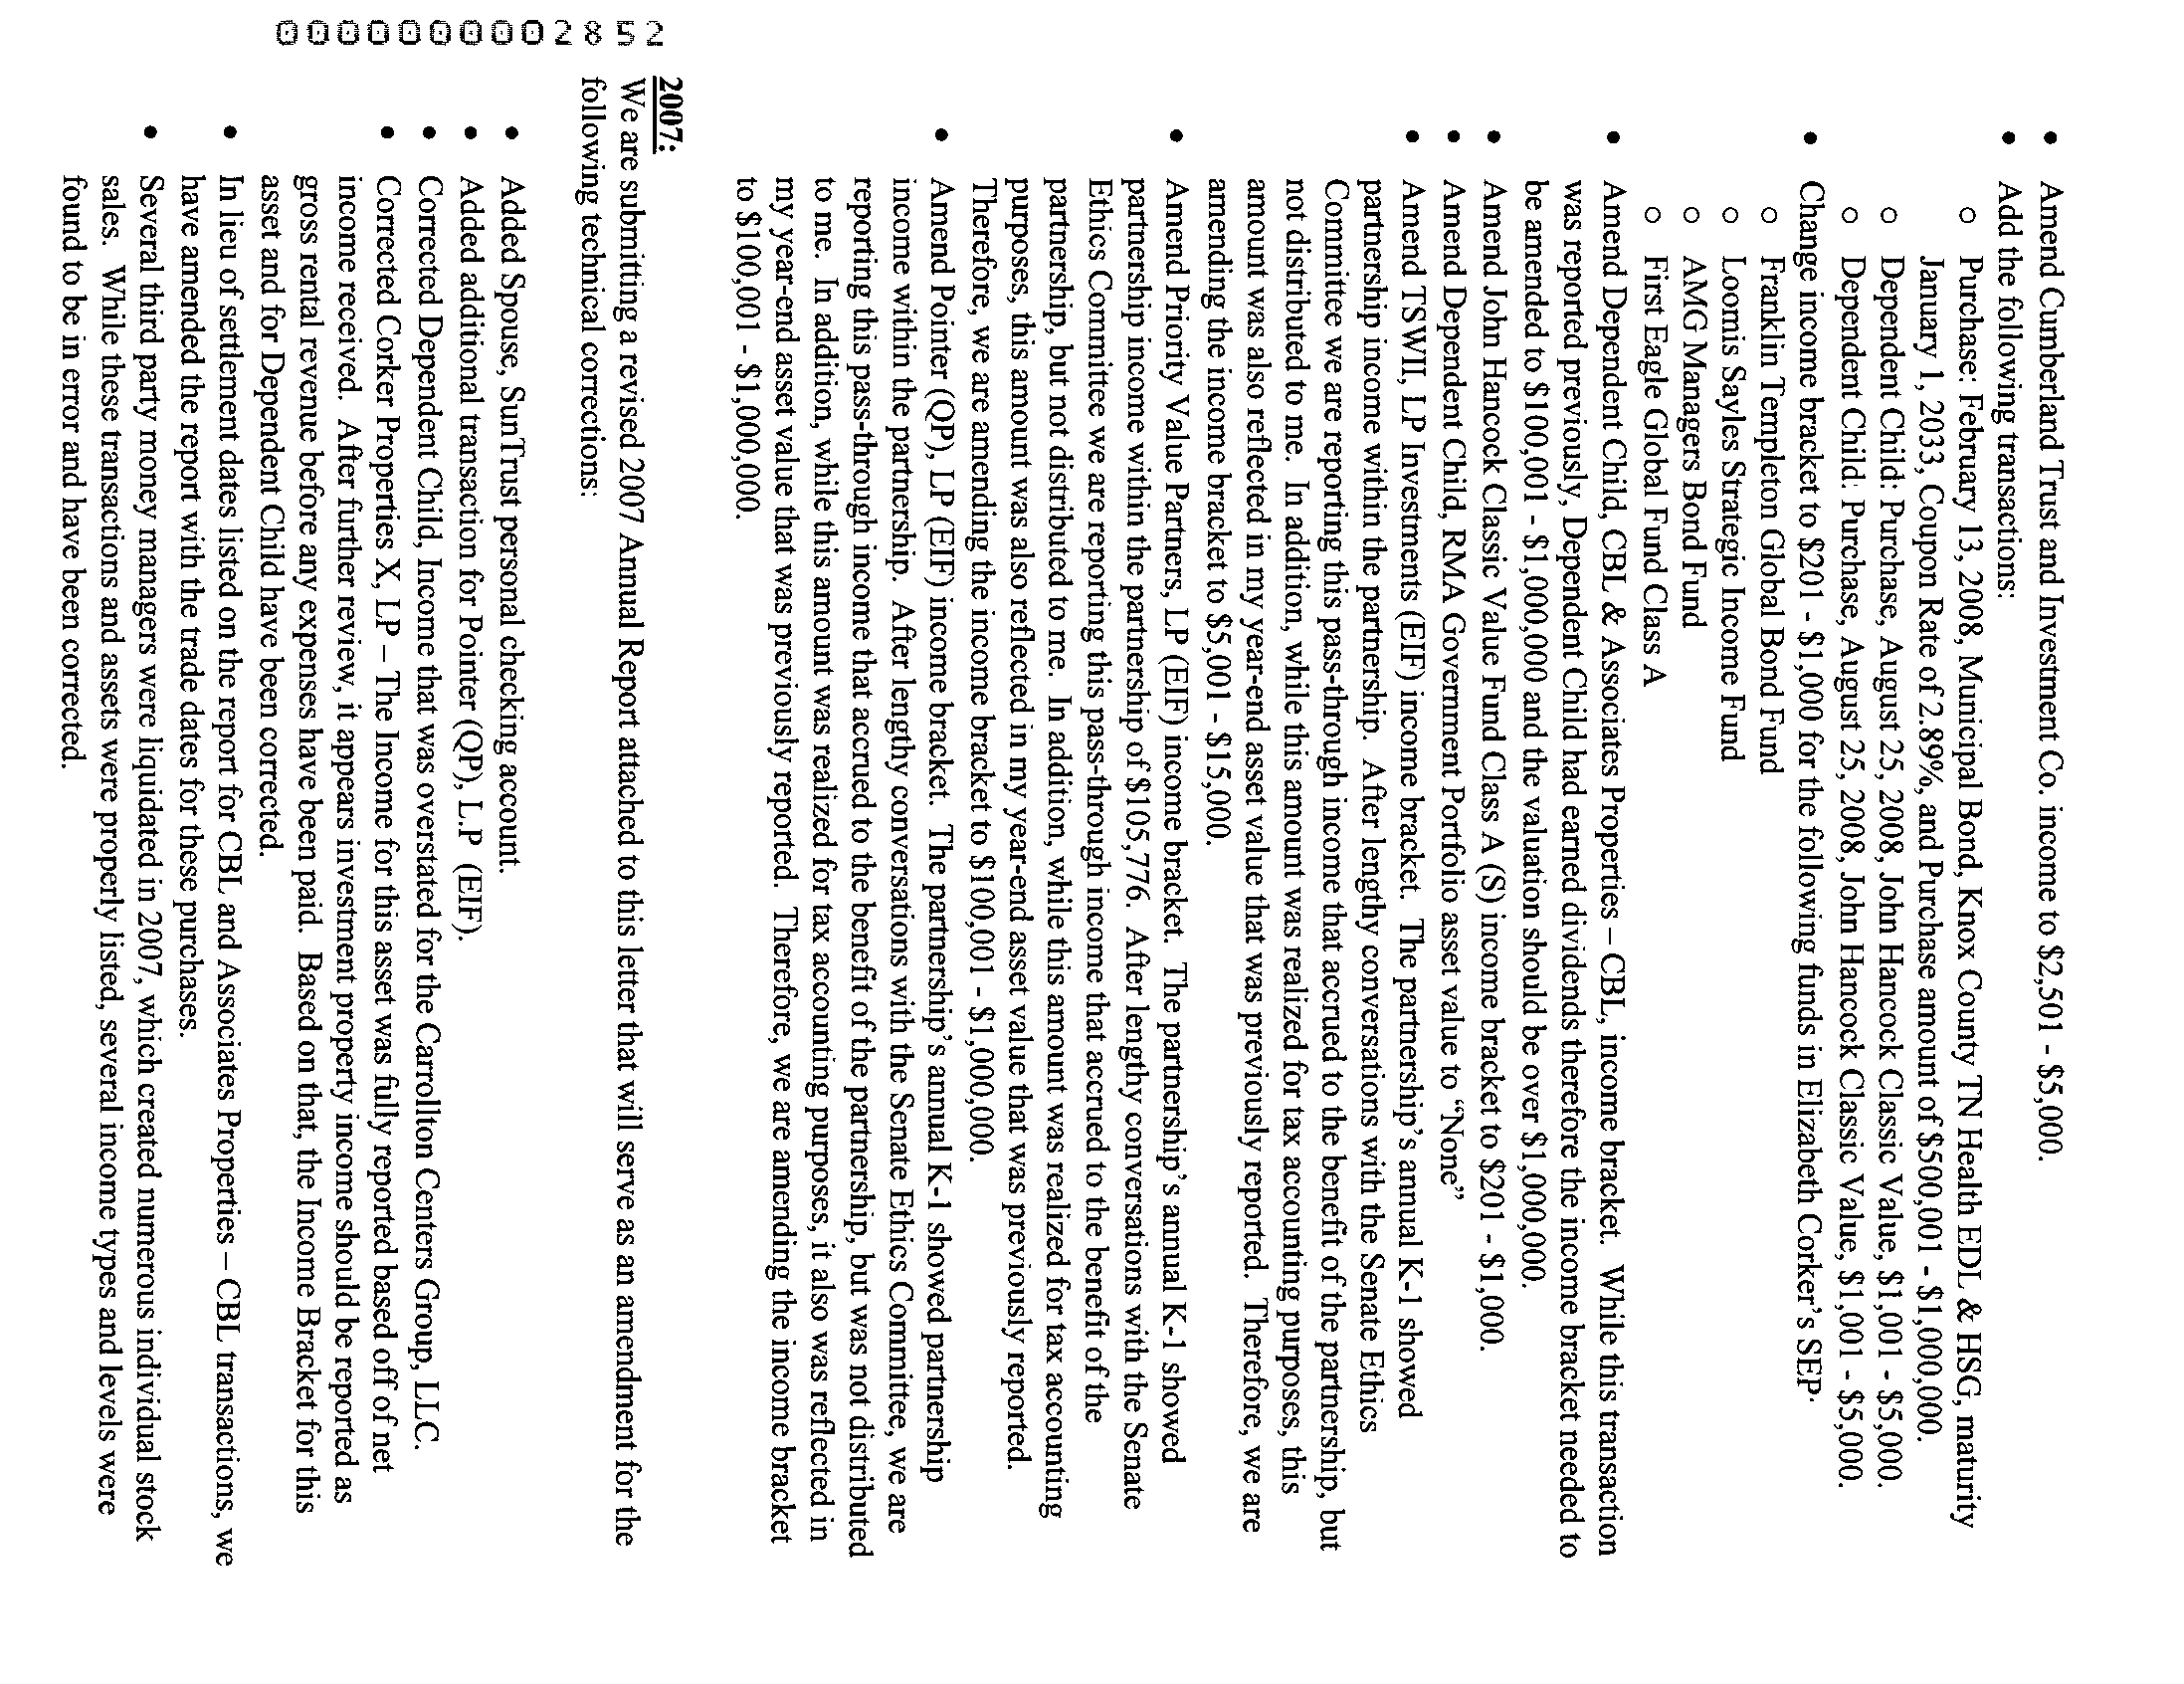 • Amend Cumberland Trust and Investment Co. income to $2,501 - $5,000.
• Add the following transactions:
o Purchase: February 13, 2008, Municipal Bond, Knox County TN Health EDL & HSG, maturity
January 1, 2033, Coupon Rate of 2.89%, and Purchase amount of $500,001 - $1,000,000.
o Dependent Child: Purchase, August 25, 2008, John Hancock Classic Value, $1,001 - $5,000.
o Dependent Child: Purchase, August 25, 2008, John Hancock Classic Value, $1,001 - $5,000.
• Change income bracket to $201 - $1,000 for the following funds in Elizabeth Corker's SEP.
o Franklin Templeton Global Bond Fund
o Loomis Sayles Strategic Income Fund
o AMG Managers Bond Fund
o First Eagle Global Fund Class A
• Amend Dependent Child, CBL & Associates Properties – CBL, income bracket. While this transaction
was reported previously, Dependent Child had earned dividends therefore the income bracket needed to
be amended to $100,001 - $1,000,000 and the valuation should be over $1,000,000.
• Amend John Hancock Classic Value Fund Class A (S) income bracket to $201 - $1,000.
• Amend Dependent Child, RMA Government Portfolio asset value to “None”
• Amend TSWII, LP Investments (EIF) income bracket. The partnership's annual K-1 showed
partnership income within the partnership. After lengthy conversations with the Senate Ethics
Committee we are reporting this pass-through income that accrued to the benefit of the partnership, but
not distributed to me. In addition, while this amount was realized for tax accounting purposes, this
amount was also reflected in my year-end asset value that was previously reported. Therefore, we are
amending the income bracket to $5,001 - $15,000.
• Amend Priority Value Partners, LP (EIF) income bracket. The partnership's annual K-1 showed
partnership income within the partnership of $105,776. After lengthy conversations with the Senate
Ethics Committee we are reporting this pass-through income that accrued to the benefit of the
partnership, but not distributed to me. In addition, while this amount was realized for tax accounting
purposes, this amount was also reflected in my year-end asset value that was previously reported.
Therefore, we are amending the income bracket to $100,001 - $1,000,000.
• Amend Pointer (QP), LP (EIF) income bracket. The partnership's annual K-1 showed partnership
income within the partnership. After lengthy conversations with the Senate Ethics Committee, we are
reporting this pass-through income that accrued to the benefit of the partnership, but was not distributed
to me. In addition, while this amount was realized for tax accounting purposes, it also was reflected in
my year-end asset value that was previously reported. Therefore, we are amending the income bracket
to $100,001 - $1,000,000.
2007:
We are submitting a revised 2007 Annual Report attached to this letter that will serve as an amendment for the
following technical corrections:
• Added Spouse, SunTrust personal checking account.
• Added additional transaction for Pointer (QP), L.P (EIF).
• Corrected Dependent Child, Income that was overstated for the Carrollton Centers Group, LLC.
• Corrected Corker Properties X, LP – The Income for this asset was fully reported based off of net
income received. After further review, it appears investment property income should be reported as
gross rental revenue before any expenses have been paid. Based on that, the Income Bracket for this
asset and for Dependent Child have been corrected.
• In lieu of settlement dates listed on the report for CBL and Associates Properties – CBL transactions, we
have amended the report with the trade dates for these purchases.
• Several third party money managers were liquidated in 2007, which created numerous individual stock
sales. While these transactions and assets were properly listed, several income types and levels were
found to be in error and have been corrected.
0000000002852